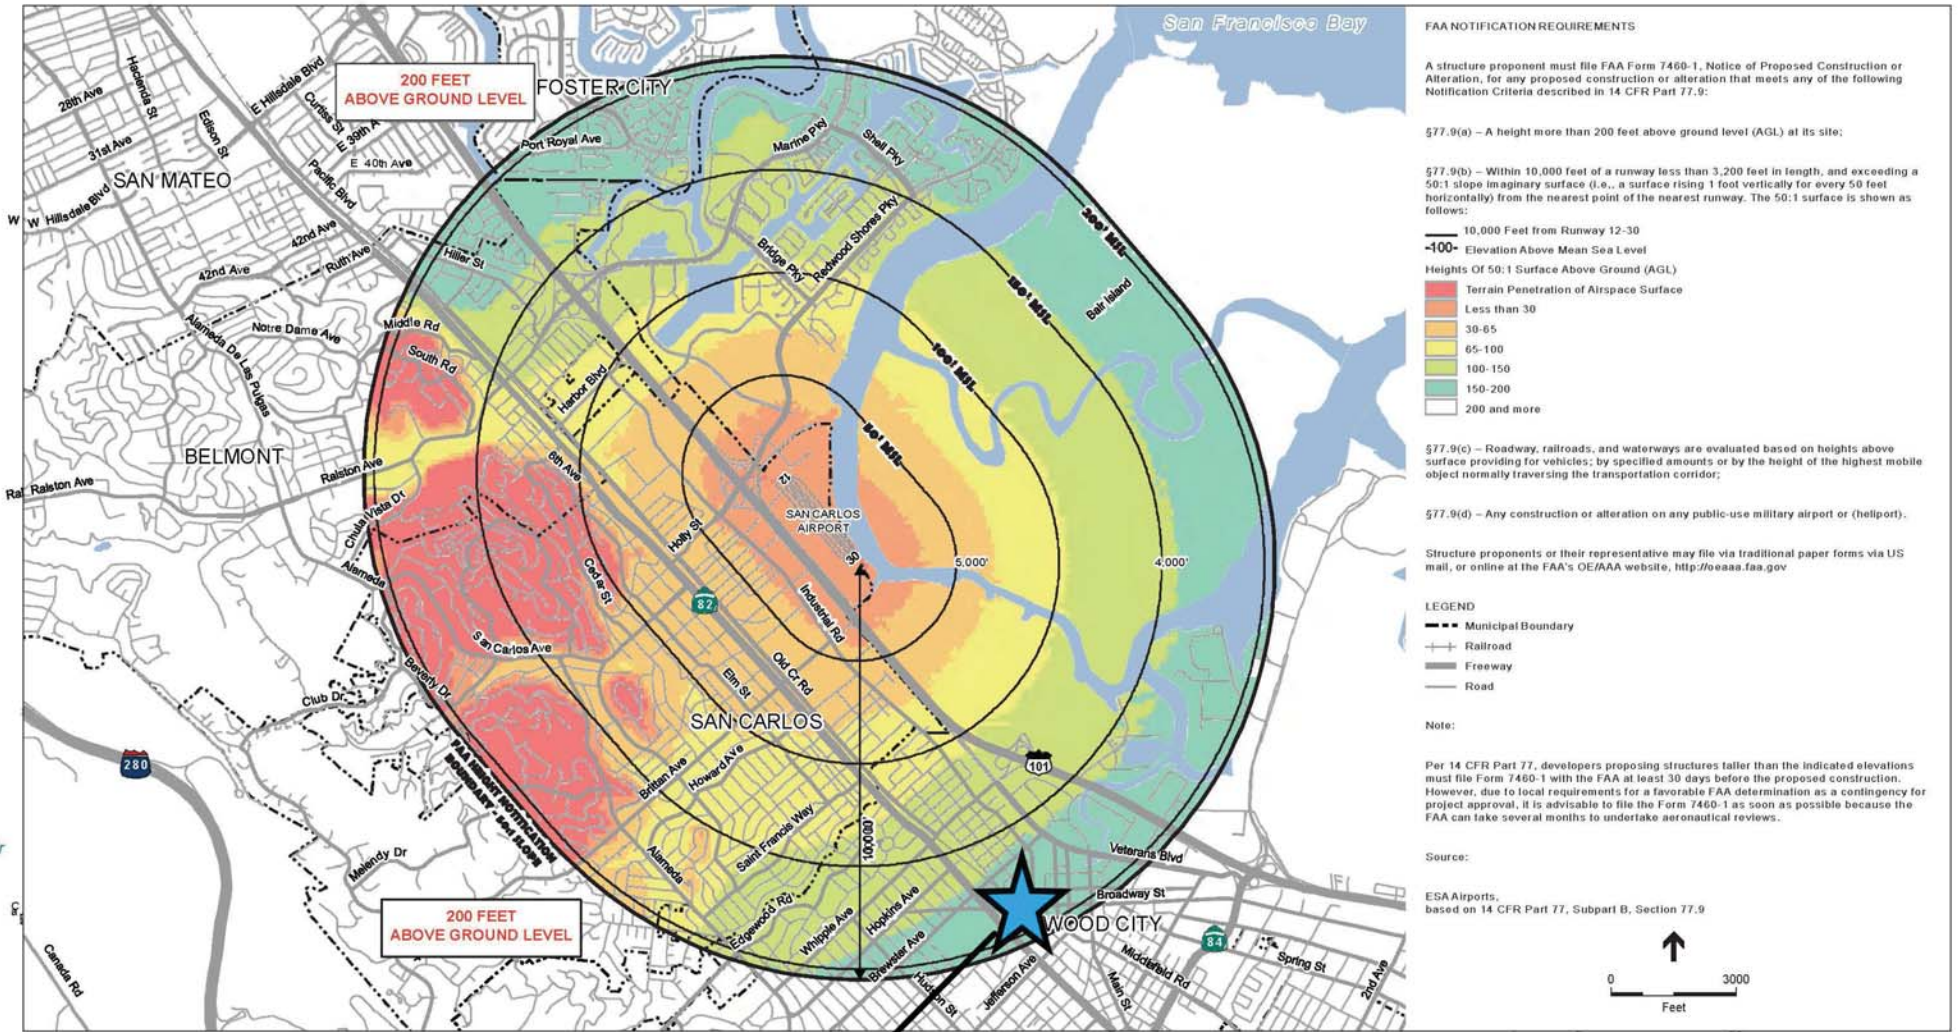 San Francisco Bay
200 FEET
ABOVE GROUND LEVEL
FOSTER CITY
28th Ave
Hacienda St
E Hillsdale Blvd
Curtiss St
E 39th A
31st Ave
Edison St
E 40th Ave
Port Royal Ave
Marine Pky
Shell Pky
SAN MATEO
Pacific Blvd
W
W Hillsdale Blvd
42nd Ave
Ruth Ave
42nd Ave
Hiller St
Bridge Pky
Redwood Shores Pky
200' MSL
150' MSL
Bair Island
100' MSL
50' MSL
Alameda De Las Pulgas
Notre Dame Ave
Middle Rd
South Rd
Harbor Blvd
BELMONT
Ralston Ave
Ralston Ave
6th Ave
Chula Vista Dr
12
SAN CARLOS
AIRPORT
30
Holly St
5,000'
4,000'
Alameda
Cedar St
82
Industrial Rd
San Carlos Ave
Beverly Dr
Club Dr
Elm St
Old Cr Rd
SAN CARLOS
280
FAA HEIGHT NOTIFICATION
BOUNDARY - 50:1 SLOPE
Brittan Ave
Howard Ave
101
10,000'
Saint Francis Way
Alameda
Melendy Dr
Veterans Blvd
Broadway St
WOOD CITY
200 FEET
ABOVE GROUND LEVEL
Edgewood Rd
Whipple Ave
Hopkins Ave
Brewster Ave
Hudson St
Jefferson Ave
Middlefield Rd
Main St
84
Spring St
2nd Ave
Canada Rd
FAA NOTIFICATION REQUIREMENTS
A structure proponent must file FAA Form 7460-1, Notice of Proposed Construction or
Alteration, for any proposed construction or alteration that meets any of the following
Notification Criteria described in 14 CFR Part 77.9:
§77.9(a) – A height more than 200 feet above ground level (AGL) at its site;
§77.9(b) – Within 10,000 feet of a runway less than 3,200 feet in length, and exceeding a
50:1 slope imaginary surface (i.e., a surface rising 1 foot vertically for every 50 feet
horizontally) from the nearest point of the nearest runway. The 50:1 surface is shown as
follows:
10,000 Feet from Runway 12-30
-100- Elevation Above Mean Sea Level
Heights Of 50:1 Surface Above Ground (AGL)
Terrain Penetration of Airspace Surface
Less than 30
30-65
65-100
100-150
150-200
200 and more
§77.9(c) – Roadway, railroads, and waterways are evaluated based on heights above
surface providing for vehicles; by specified amounts or by the height of the highest mobile
object normally traversing the transportation corridor;
§77.9(d) – Any construction or alteration on any public-use military airport or (heliport).
Structure proponents or their representative may file via traditional paper forms via US
mail, or online at the FAA's OE/AAA website, http://oeaaa.faa.gov
LEGEND
Municipal Boundary
Railroad
Freeway
Road
Note:
Per 14 CFR Part 77, developers proposing structures taller than the indicated elevations
must file Form 7460-1 with the FAA at least 30 days before the proposed construction.
However, due to local requirements for a favorable FAA determination as a contingency for
project approval, it is advisable to file the Form 7460-1 as soon as possible because the
FAA can take several months to undertake aeronautical reviews.
Source:
ESA Airports,
based on 14 CFR Part 77, Subpart B, Section 77.9
0 3000
Feet